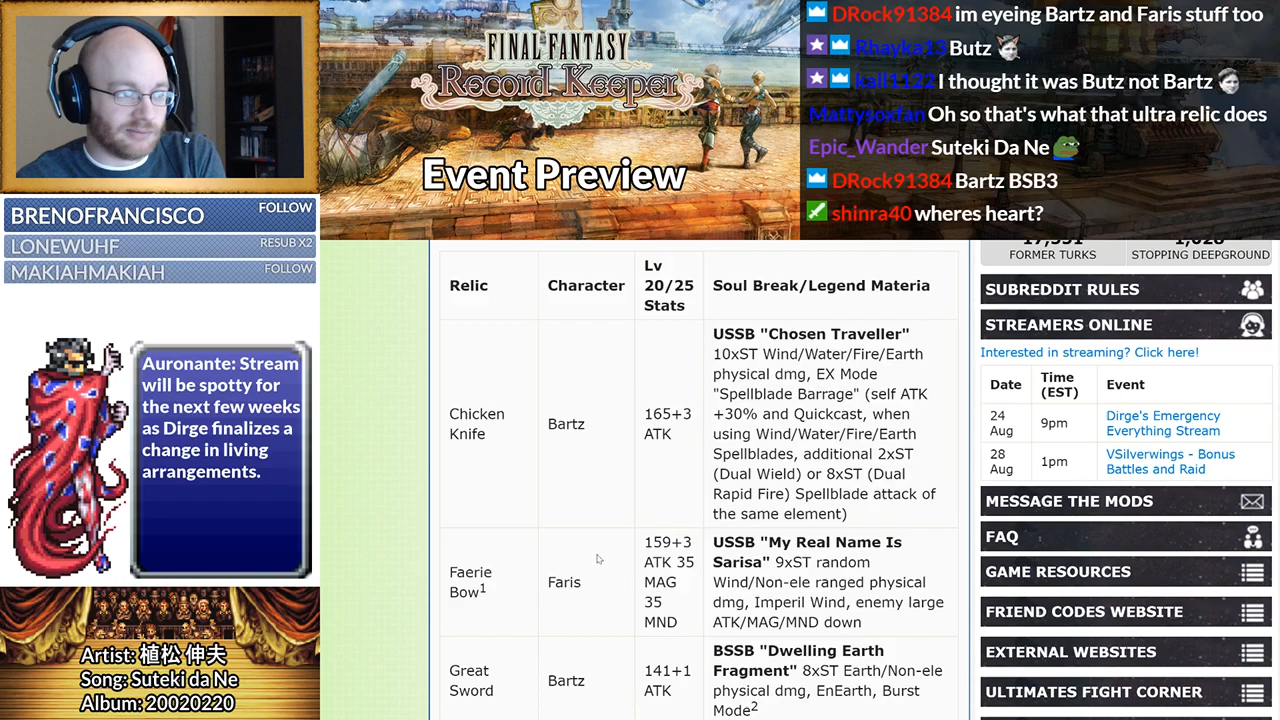 FINAL FANTASY
Record Keeper
Event Preview
DRock91384 im eyeing Bartz and Faris stuff too
Rhayka13 Butz
kall1122 I thought it was Butz not Bartz
Mattysoxfan Oh so that's what that ultra relic does
Epic_Wander Suteki Da Ne
DRock91384 Bartz BSB3
shinra40 wheres heart?
BRENOFRANCISCO FOLLOW
LONEWUHF RESUB X2
MAKIAHMAKIAH FOLLOW
Auronante: Stream
will be spotty for
the next few weeks
as Dirge finalizes a
change in living
arrangements.
Artist: 植松 伸夫
Song: Suteki da Ne
Album: 20020220
Relic Character Lv 20/25 Stats Soul Break/Legend Materia
Chicken
Knife
Bartz
165+3
ATK
USSB "Chosen Traveller"
10xST Wind/Water/Fire/Earth
physical dmg, EX Mode
"Spellblade Barrage" (self ATK
+30% and Quickcast, when
using Wind/Water/Fire/Earth
Spellblades, additional 2xST
(Dual Wield) or 8xST (Dual
Rapid Fire) Spellblade attack of
the same element)
Faerie
Bow1
Faris
159+3
ATK 35
MAG
35
MND
USSB "My Real Name Is
Sarisa" 9xST random
Wind/Non-ele ranged physical
dmg, Imperil Wind, enemy large
ATK/MAG/MND down
Great
Sword
Bartz
141+1
ATK
BSSB "Dwelling Earth
Fragment" 8xST Earth/Non-ele
physical dmg, EnEarth, Burst
Mode2
FORMER TURKS STOPPING DEEPGROUND
SUBREDDIT RULES
STREAMERS ONLINE
Interested in streaming? Click here!
Date Time (EST) Event
24
Aug
9pm
Dirge's Emergency
Everything Stream
28
Aug
1pm
VSilverwings - Bonus
Battles and Raid
MESSAGE THE MODS
FAQ
GAME RESOURCES
FRIEND CODES WEBSITE
EXTERNAL WEBSITES
ULTIMATES FIGHT CORNER